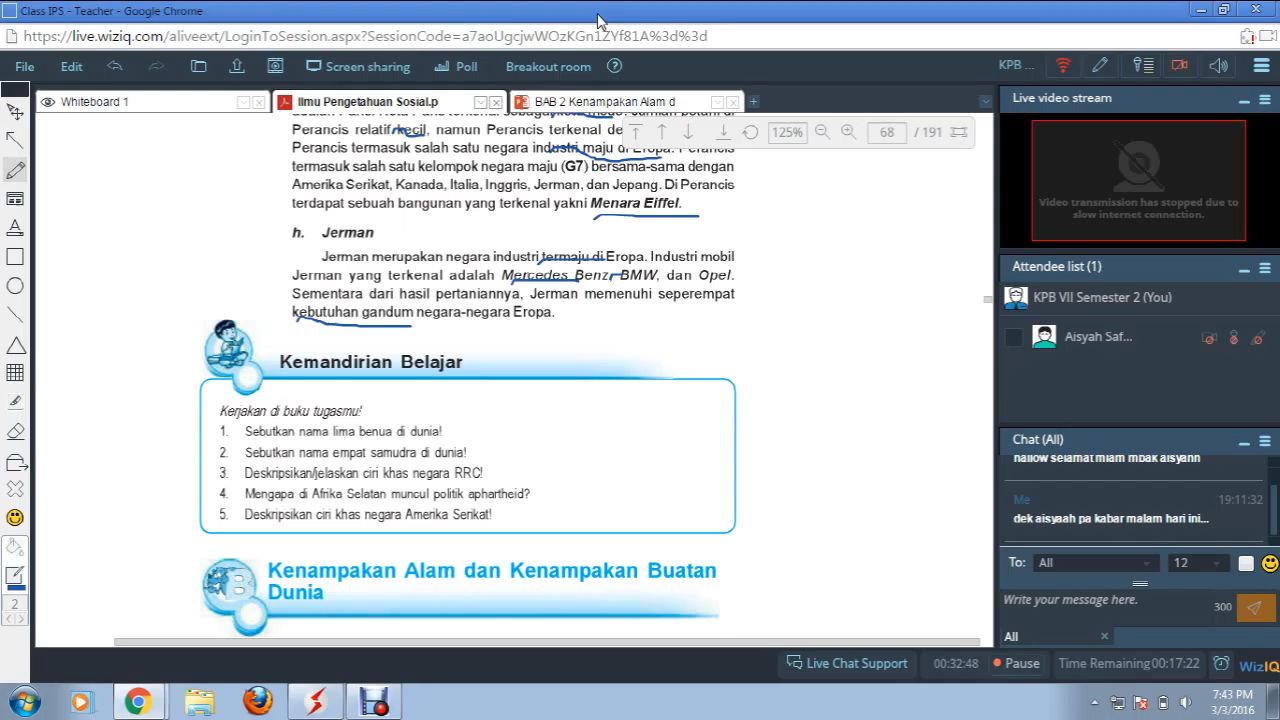 Class IPS - Teacher - Google Chrome
https://live.wiziq.com/aliveext/LoginToSession.aspx?SessionCode=a7aoUgcjwWOzKGn1ZYf81A%3d%3d
File Edit Screen sharing Poll Breakout room KPB ...
Whiteboard 1 Ilmu Pengetahuan Sosial.p BAB 2 Kenampakan Alam d
125% 68 / 191
Perancis relatif kecil, namun Perancis terkenal
Perancis termasuk salah satu negara industri maju di Eropa. Perancis
termasuk salah satu kelompok negara maju (G7) bersama-sama dengan
Amerika Serikat, Kanada, Italia, Inggris, Jerman, dan Jepang. Di Perancis
terdapat sebuah bangunan yang terkenal yakni Menara Eiffel.
h. Jerman
Jerman merupakan negara industri termaju di Eropa. Industri mobil
Jerman yang terkenal adalah Mercedes Benz, BMW, dan Opel.
Sementara dari hasil pertaniannya, Jerman memenuhi seperempat
kebutuhan gandum negara-negara Eropa.
Kemandirian Belajar
Kerjakan di buku tugasmu!
1. Sebutkan nama lima benua di dunia!
2. Sebutkan nama empat samudra di dunia!
3. Deskripsikan/jelaskan ciri khas negara RRC!
4. Mengapa di Afrika Selatan muncul politik aphartheid?
5. Deskripsikan ciri khas negara Amerika Serikat!
B
Kenampakan Alam dan Kenampakan Buatan
Dunia
2
Live video stream
Video transmission has stopped due to
slow internet connection.
Attendee list (1)
KPB VII Semester 2 (You)
Aisyah Saf...
Chat (All)
hallow selamat mlam mbak aisyahh
Me 19:11:32
dek aisyaah pa kabar malam hari ini...
To: All 12
Write your message here. 300
All
Live Chat Support 00:32:48 Pause Time Remaining 00:17:22 WizIQ
7:43 PM
3/3/2016